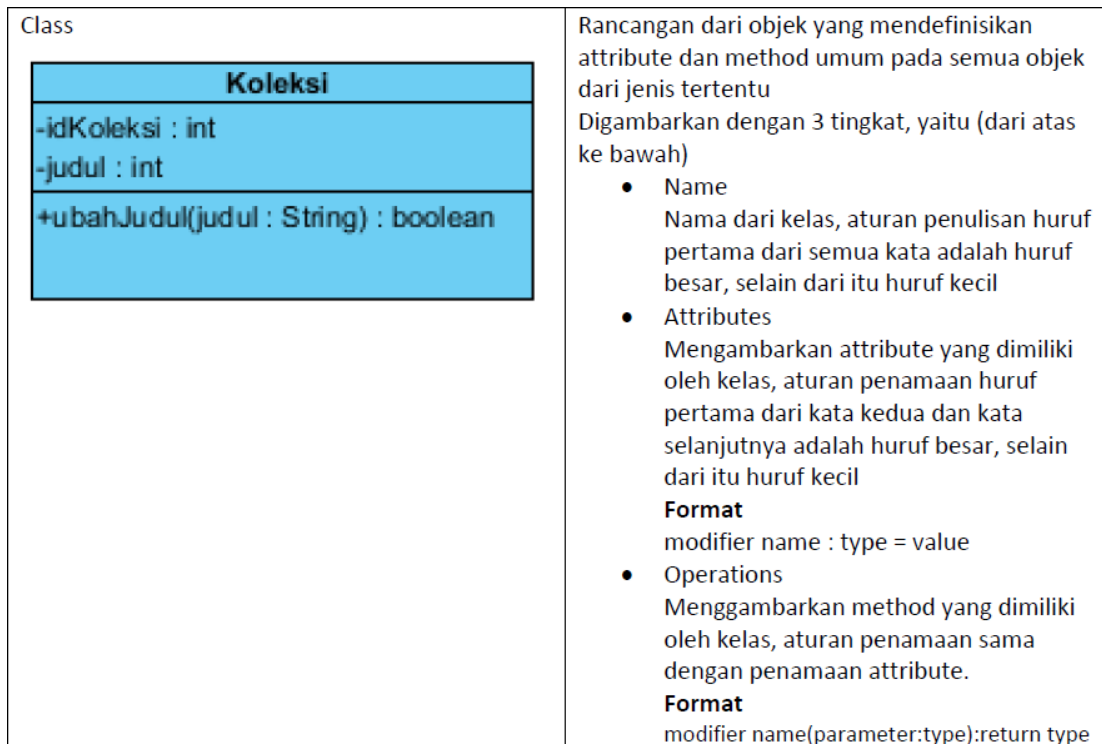 Class
Koleksi
-idKoleksi : int
-judul : int
+ubahJudul(judul : String) : boolean
Rancangan dari objek yang mendefinisikan
attribute dan method umum pada semua objek
dari jenis tertentu
Digambarkan dengan 3 tingkat, yaitu (dari atas
ke bawah)
• Name
Nama dari kelas, aturan penulisan huruf
pertama dari semua kata adalah huruf
besar, selain dari itu huruf kecil
• Attributes
Mengambarkan attribute yang dimiliki
oleh kelas, aturan penamaan huruf
pertama dari kata kedua dan kata
selanjutnya adalah huruf besar, selain
dari itu huruf kecil
Format
modifier name : type = value
• Operations
Menggambarkan method yang dimiliki
oleh kelas, aturan penamaan sama
dengan penamaan attribute.
Format
modifier name(parameter:type):return type